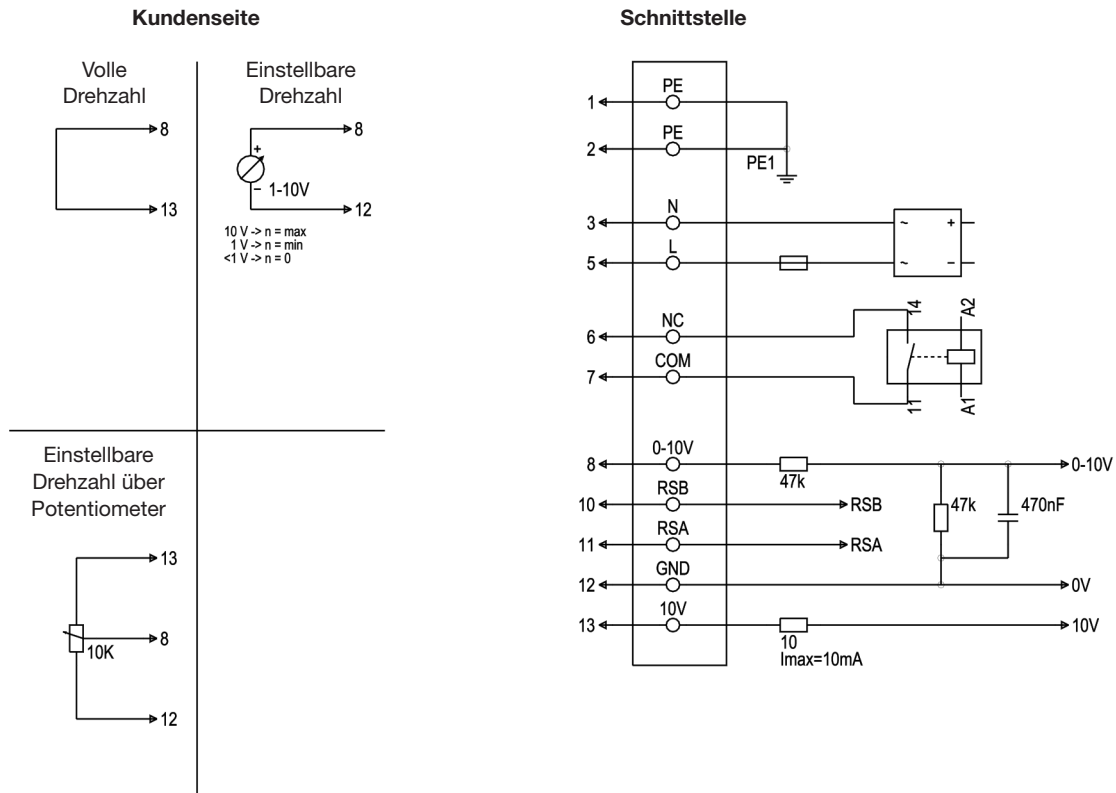 Kundenseite
Volle
Drehzahl
8
13
Einstellbare
Drehzahl
8
+
− 1-10V
12
10 V -> n = max
1 V -> n = min
<1 V -> n = 0
Einstellbare
Drehzahl über
Potentiometer
13
8
10K
12
Schnittstelle
1 PE
2 PE
PE1
3 N ~ +
5 L ~ −
14 A2
6 NC
7 COM
11 A1
8 0-10V 47k 0-10V
10 RSB RSB 47k 470nF
11 RSA RSA
12 GND 0V
13 10V 10 10V
Imax=10mA